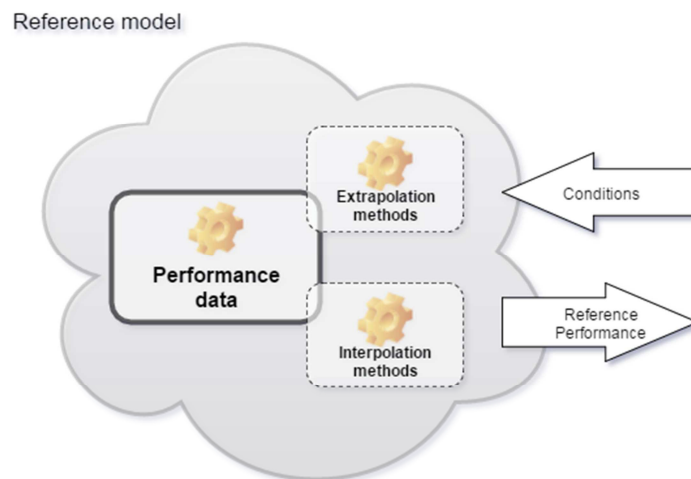 Reference model
Extrapolation
methods
Conditions
Performance
data
Reference
Performance
Interpolation
methods